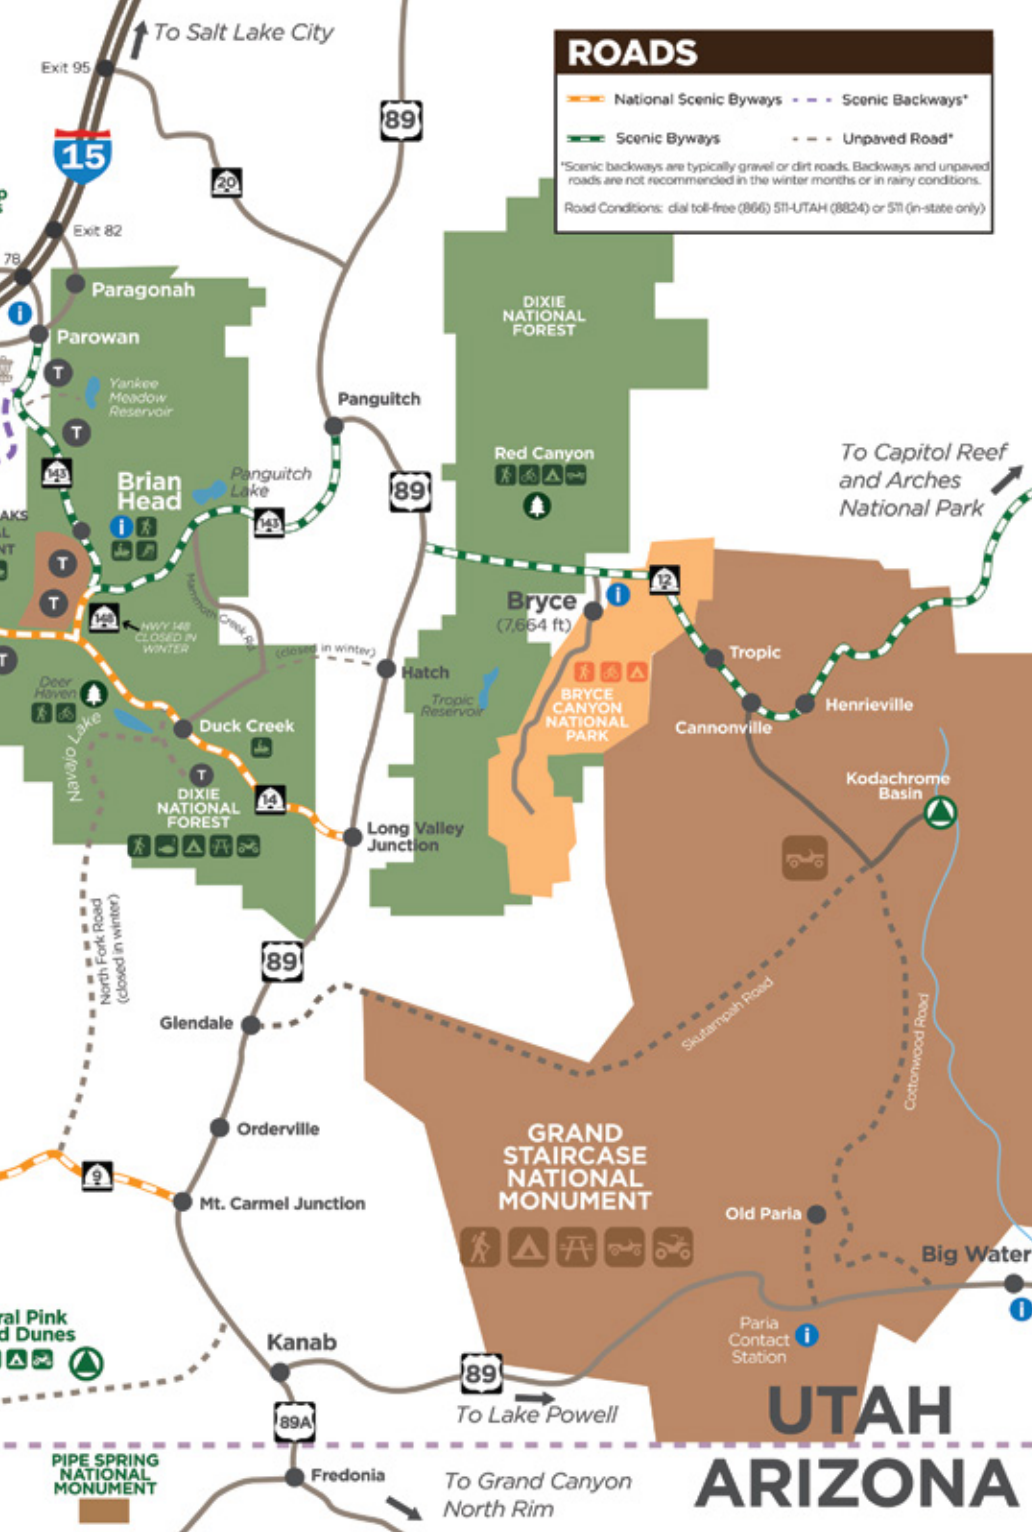 To Salt Lake City
Exit 95
15
20
89
Exit 82
78
ROADS
National Scenic Byways
Scenic Backways*
Scenic Byways
Unpaved Road*
*Scenic backways are typically gravel or dirt roads. Backways and unpaved
roads are not recommended in the winter months or in rainy conditions.
Road Conditions: dial toll-free (866) 511-UTAH (8824) or 511 (in-state only)
Paragonah
i
Parowan
T
Yankee
Meadow
Reservoir
T
DIXIE
NATIONAL
FOREST
Panguitch
143
Brian
Head
i
Panguitch
Lake
143
89
Red Canyon
To Capitol Reef
and Arches
National Park
AKS
AL
NT
T
T
148
HWY 148
CLOSED IN
WINTER
Mammoth Creek Rd.
(closed in winter)
Hatch
T
Deer
Haven
Navajo Lake
Duck Creek
T
DIXIE
NATIONAL
FOREST
14
Long Valley
Junction
12
Bryce
(7,664 ft)
i
Tropic
Reservoir
BRYCE
CANYON
NATIONAL
PARK
Tropic
Cannonville
Henrieville
Kodachrome
Basin
North Fork Road
(closed in winter)
89
Glendale
Skutampah Road
Cottonwood Road
Orderville
9
Mt. Carmel Junction
GRAND
STAIRCASE
NATIONAL
MONUMENT
Old Paria
Big Water
i
Paria
Contact
Station
i
ral Pink
d Dunes
Kanab
89
To Lake Powell
89A
UTAH
ARIZONA
PIPE SPRING
NATIONAL
MONUMENT
Fredonia
To Grand Canyon
North Rim